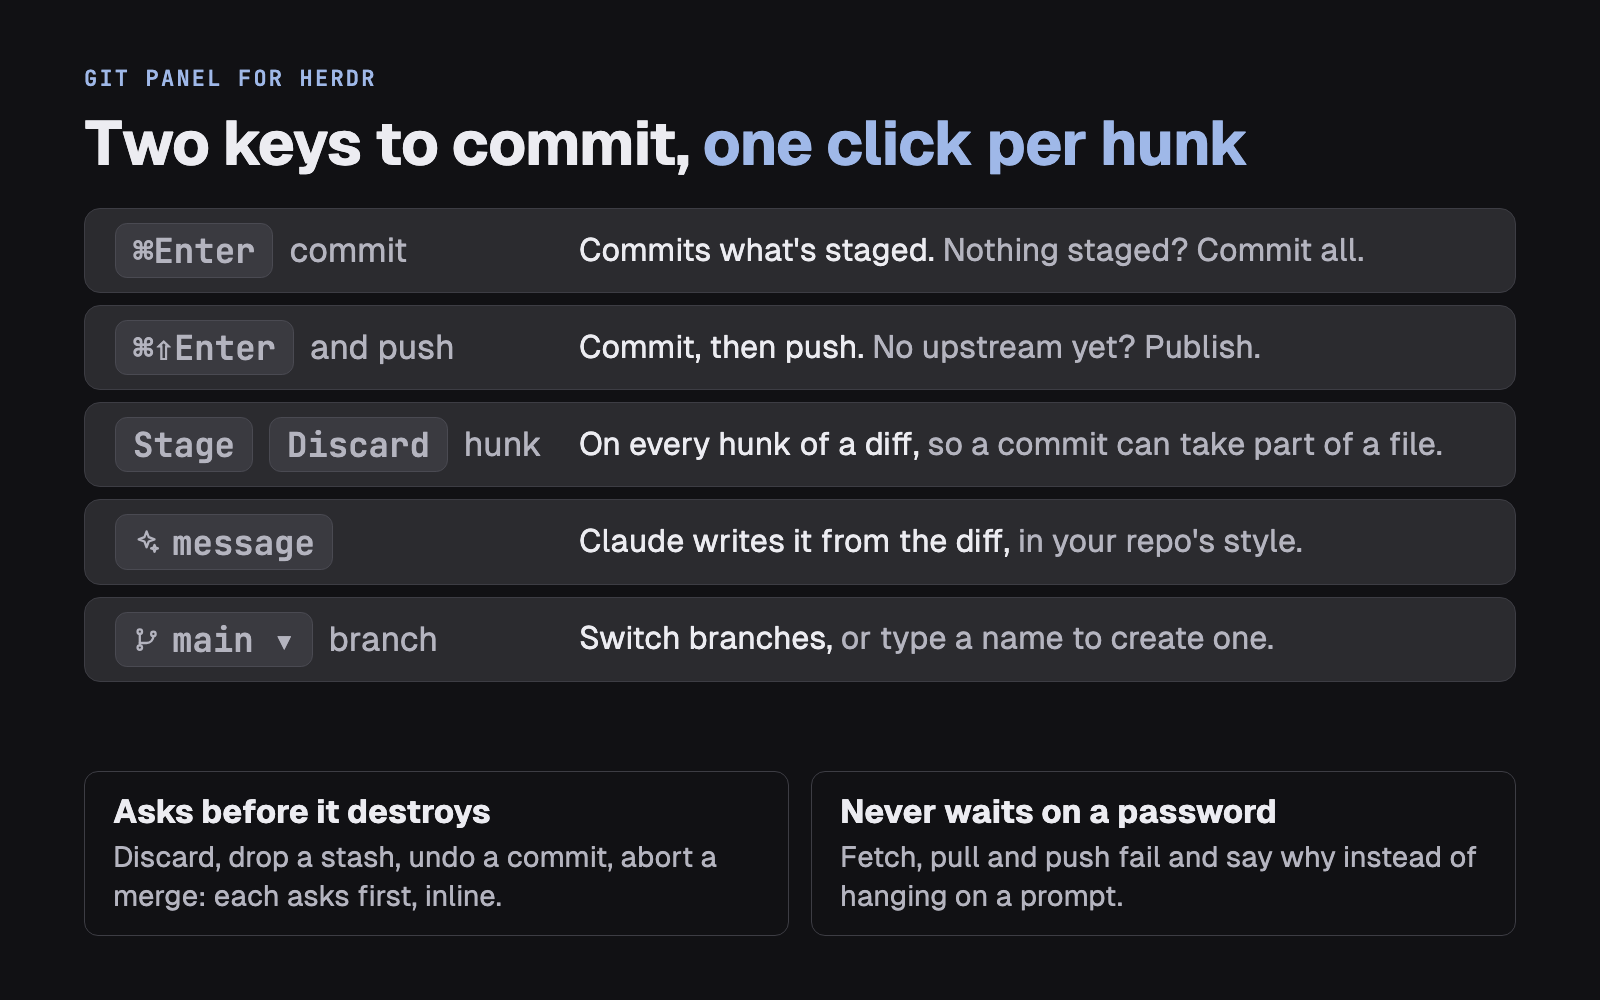 GIT PANEL FOR HERDR
Two keys to commit, one click per hunk
⌘Enter commit Commits what's staged. Nothing staged? Commit all.
⌘⇧Enter and push Commit, then push. No upstream yet? Publish.
Stage Discard hunk On every hunk of a diff, so a commit can take part of a file.
message Claude writes it from the diff, in your repo's style.
main ▾ branch Switch branches, or type a name to create one.
Asks before it destroys
Discard, drop a stash, undo a commit, abort a
merge: each asks first, inline.
Never waits on a password
Fetch, pull and push fail and say why instead of
hanging on a prompt.